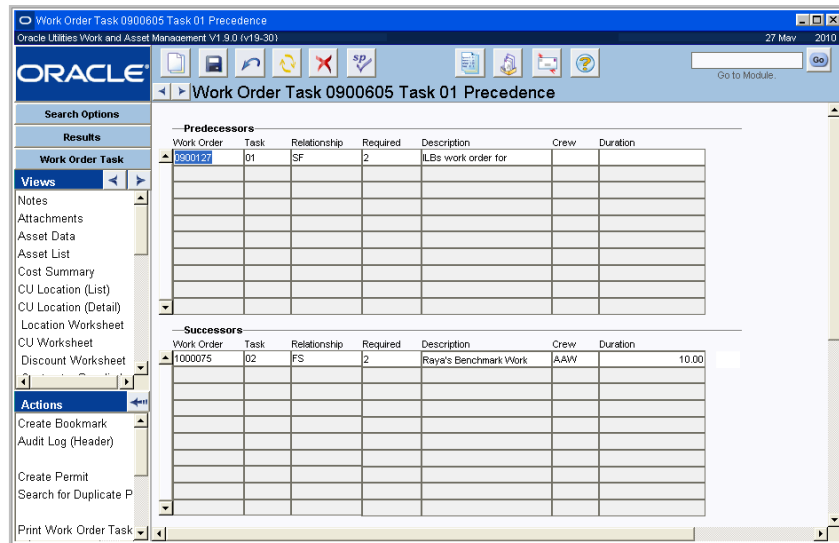 Work Order Task 0900605 Task 01 Precedence
Oracle Utilities Work and Asset Management V1.9.0 (v19-30) 27 May 2010
ORACLE
sp
Go
Go to Module.
Work Order Task 0900605 Task 01 Precedence
Search Options
Results
Work Order Task
Views
Notes
Attachments
Asset Data
Asset List
Cost Summary
CU Location (List)
CU Location (Detail)
Location Worksheet
CU Worksheet
Discount Worksheet
Actions
Create Bookmark
Audit Log (Header)
Create Permit
Search for Duplicate P
Print Work Order Task
Predecessors
Work Order Task Relationship Required Description Crew Duration
0900127 01 SF 2 ILBs work order for
Successors
Work Order Task Relationship Required Description Crew Duration
1000075 02 FS 2 Raya's Benchmark Work AAW 10.00